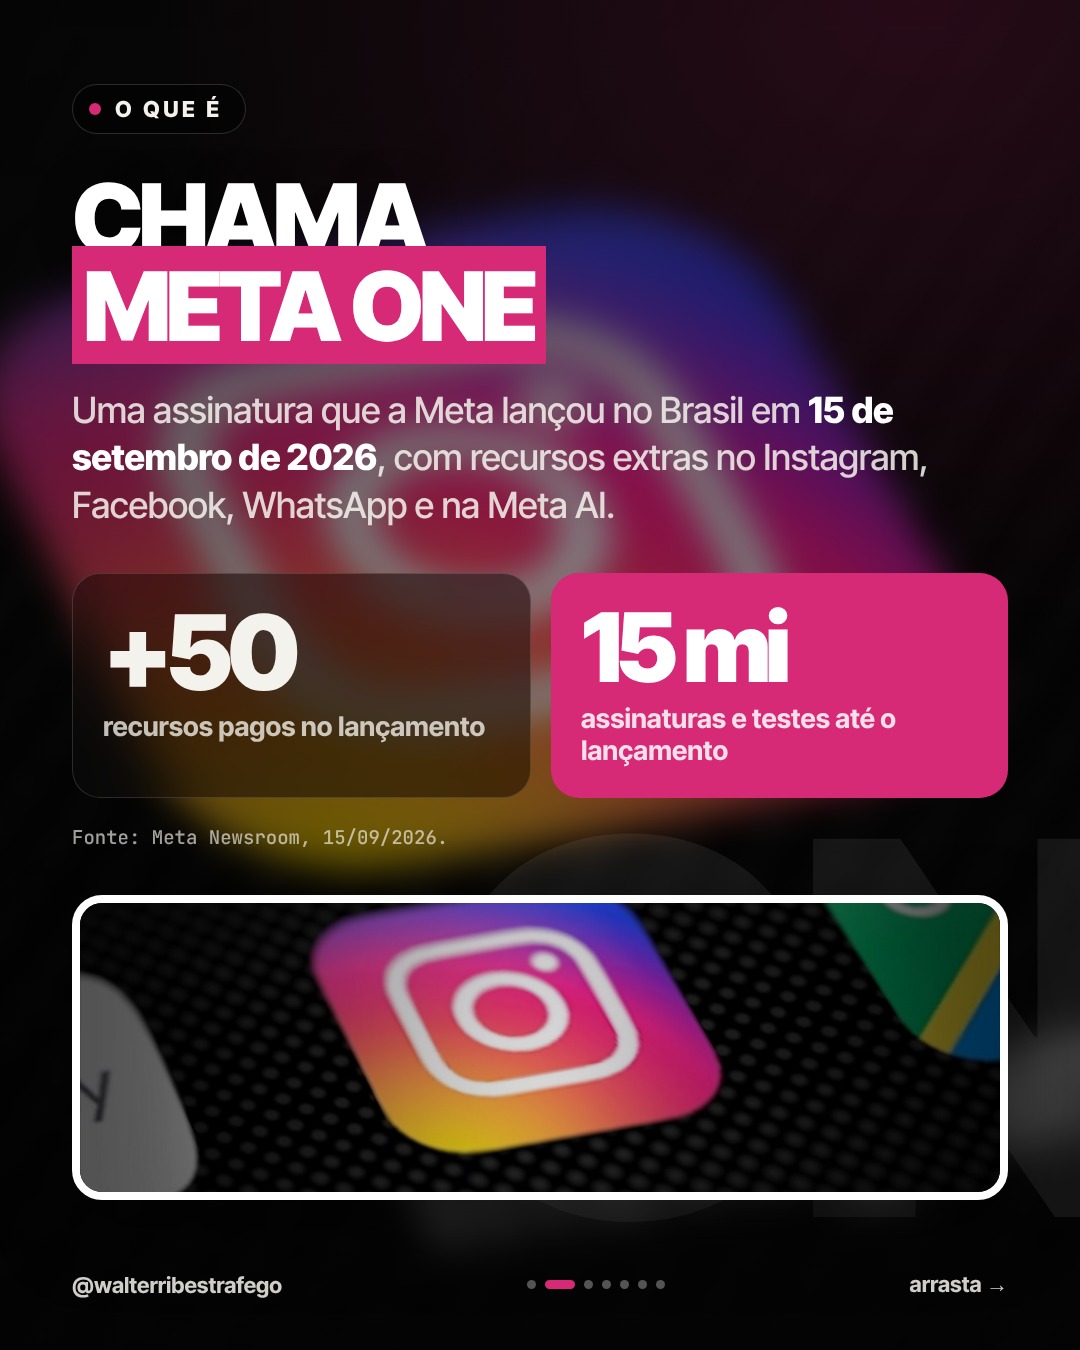 O QUE É
CHAMA
META ONE
Uma assinatura que a Meta lançou no Brasil em 15 de
setembro de 2026, com recursos extras no Instagram,
Facebook, WhatsApp e na Meta AI.
+50
recursos pagos no lançamento
15 mi
assinaturas e testes até o
lançamento
Fonte: Meta Newsroom, 15/09/2026.
ON
@walterribestrafego
arrasta →